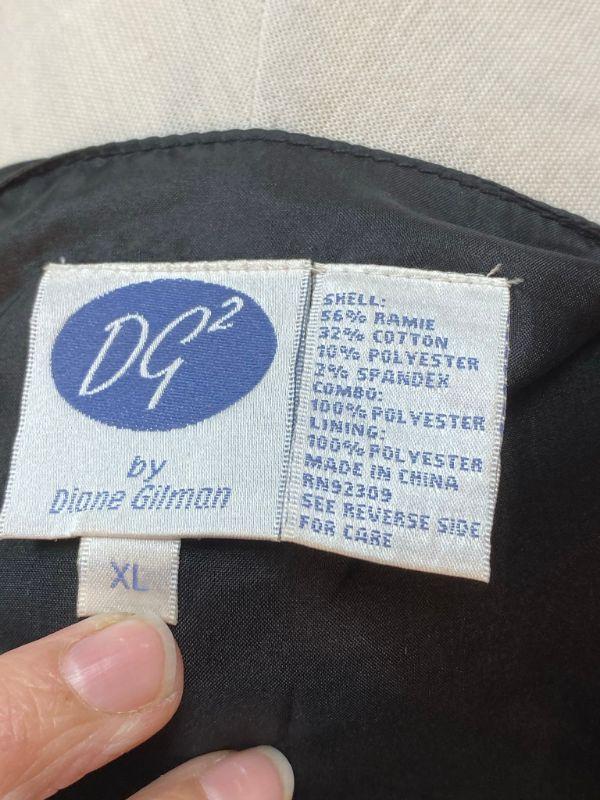 DG2
by
Diane Gilman
XL
SHELL:
56% RAMIE
32% COTTON
10% POLYESTER
2% SPANDEX
COMBO:
100% POLYESTER
LINING:
100% POLYESTER
MADE IN CHINA
RN92309
SEE REVERSE SIDE
FOR CARE